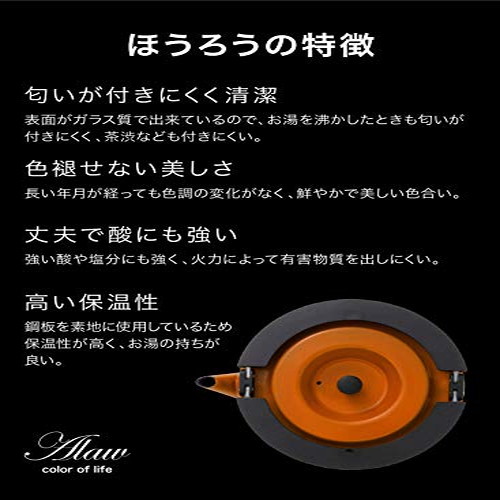 ほうろうの特徴
匂いが付きにくく清潔
表面がガラス質で出来ているので、お湯を沸かしたときも匂いが
付きにくく、茶渋なども付きにくい。
色褪せない美しさ
長い年月が経っても色調の変化がなく、鮮やかで美しい色合い。
丈夫で酸にも強い
強い酸や塩分にも強く、火力によって有害物質を出しにくい。
高い保温性
鋼板を素地に使用しているため
保温性が高く、お湯の持ちが
良い。
Alaw
color of life